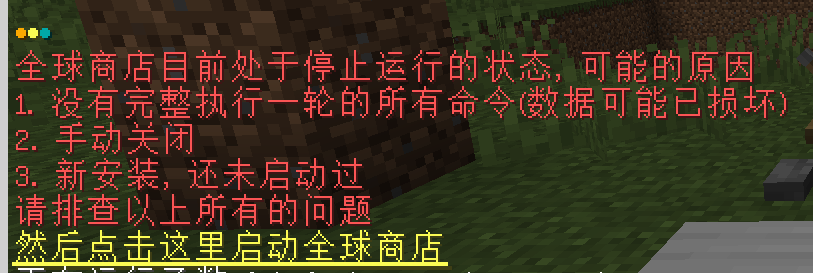 全球商店目前处于停止运行的状态, 可能的原因
1. 没有完整执行一轮的所有命令(数据可能已损坏)
2. 手动关闭
3. 新安装, 还未启动过
请排查以上所有的问题
然后点击这里启动全球商店